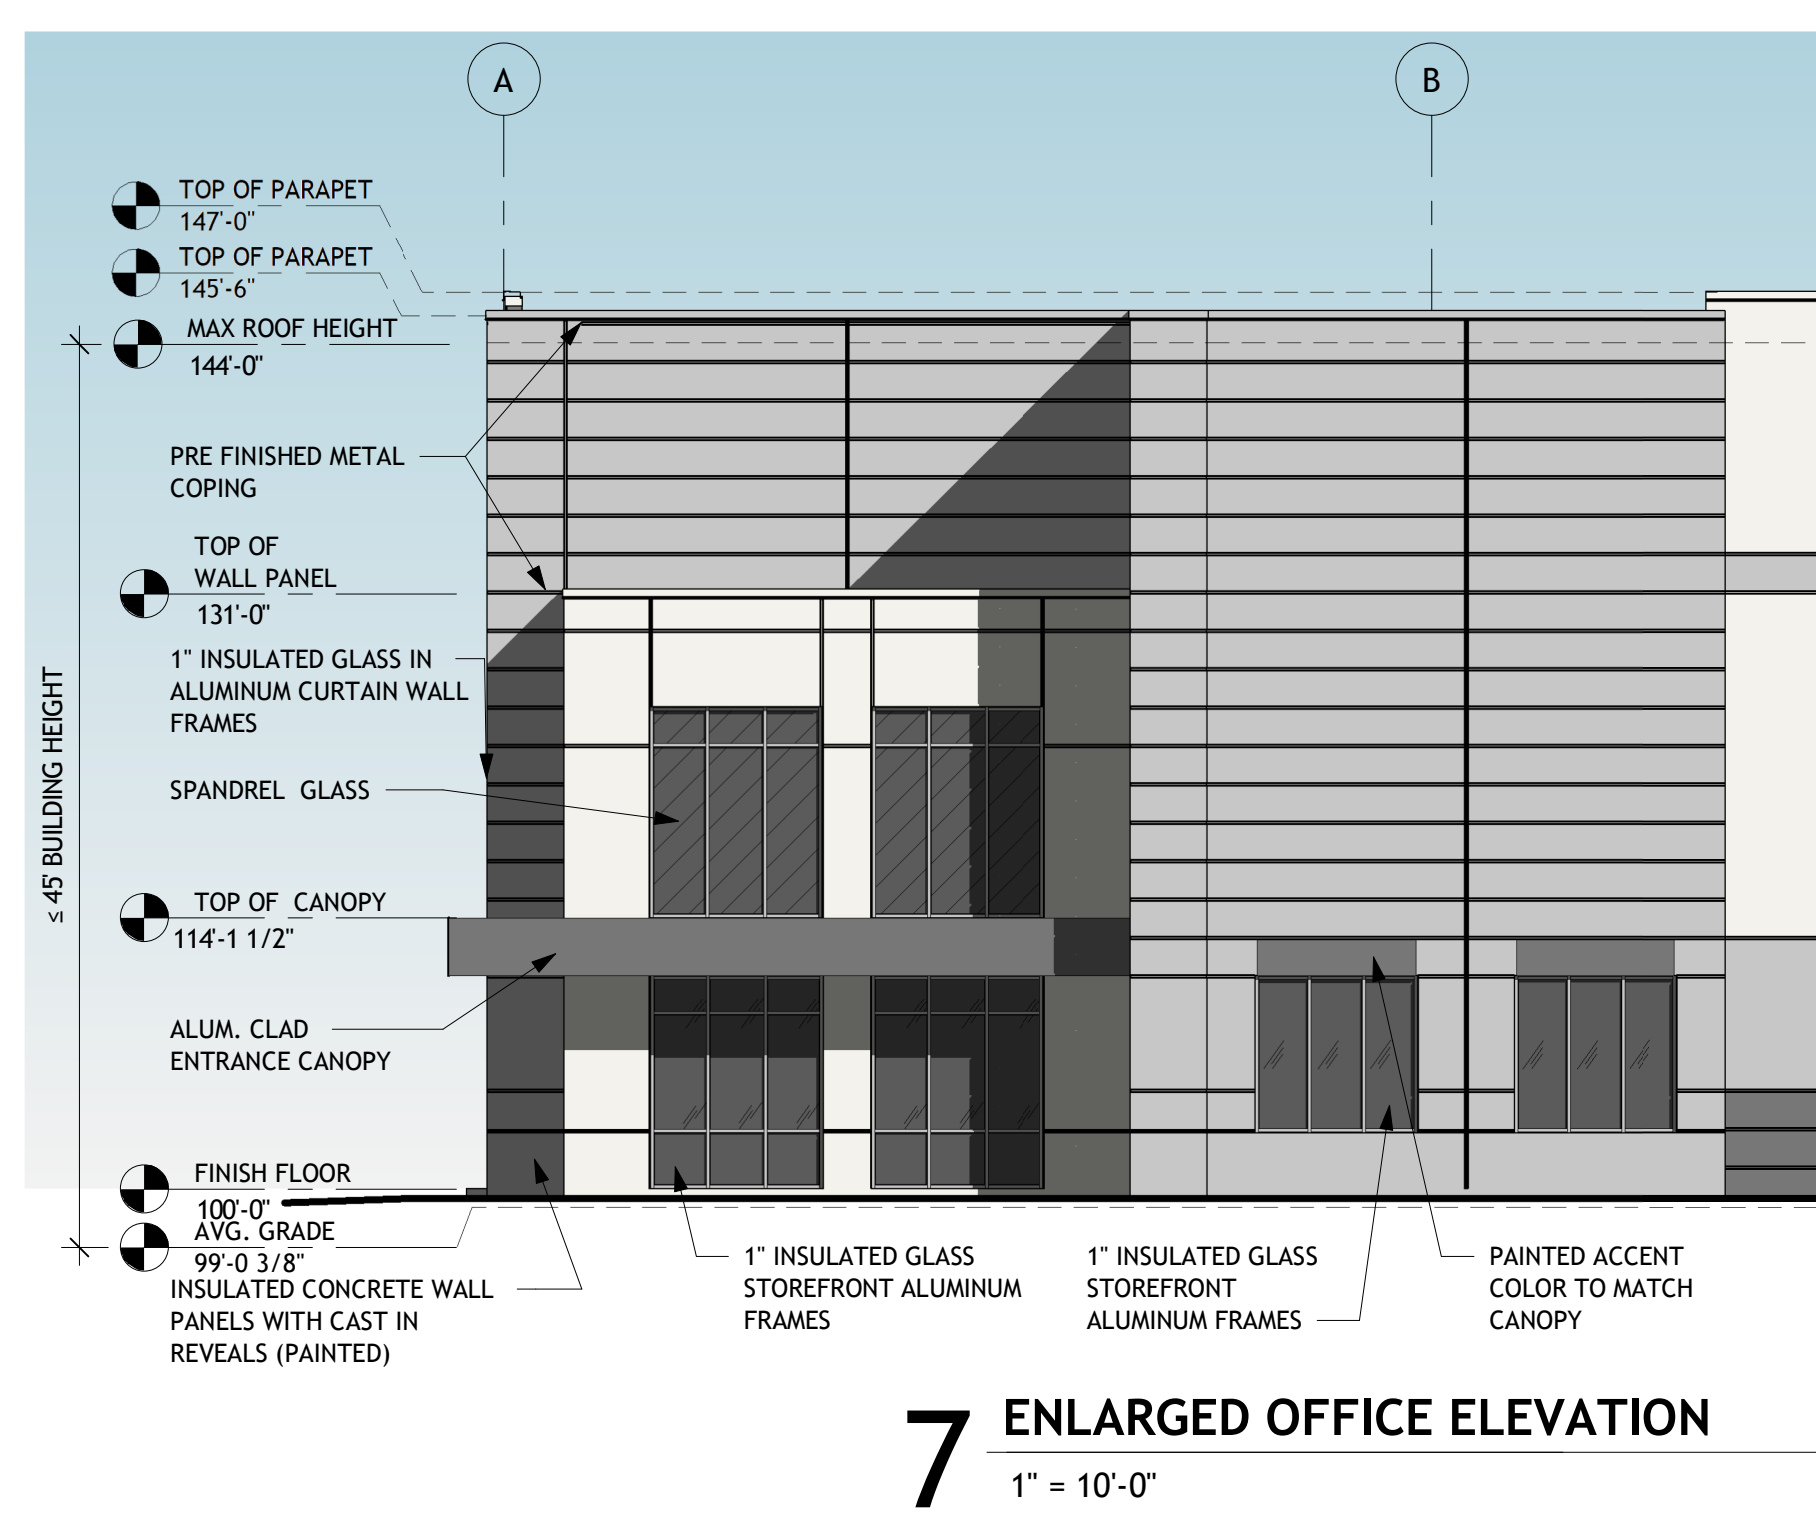 A
B
TOP OF PARAPET
147'-0"
TOP OF PARAPET
145'-6"
MAX ROOF HEIGHT
144'-0"
PRE FINISHED METAL
COPING
TOP OF
WALL PANEL
131'-0"
1" INSULATED GLASS IN
ALUMINUM CURTAIN WALL
FRAMES
≤ 45' BUILDING HEIGHT
SPANDREL GLASS
TOP OF CANOPY
114'-1 1/2"
ALUM. CLAD
ENTRANCE CANOPY
FINISH FLOOR
100'-0"
AVG. GRADE
99'-0 3/8"
INSULATED CONCRETE WALL
PANELS WITH CAST IN
REVEALS (PAINTED)
1" INSULATED GLASS
STOREFRONT ALUMINUM
FRAMES
1" INSULATED GLASS
STOREFRONT
ALUMINUM FRAMES
PAINTED ACCENT
COLOR TO MATCH
CANOPY
7 ENLARGED OFFICE ELEVATION
1" = 10'-0"